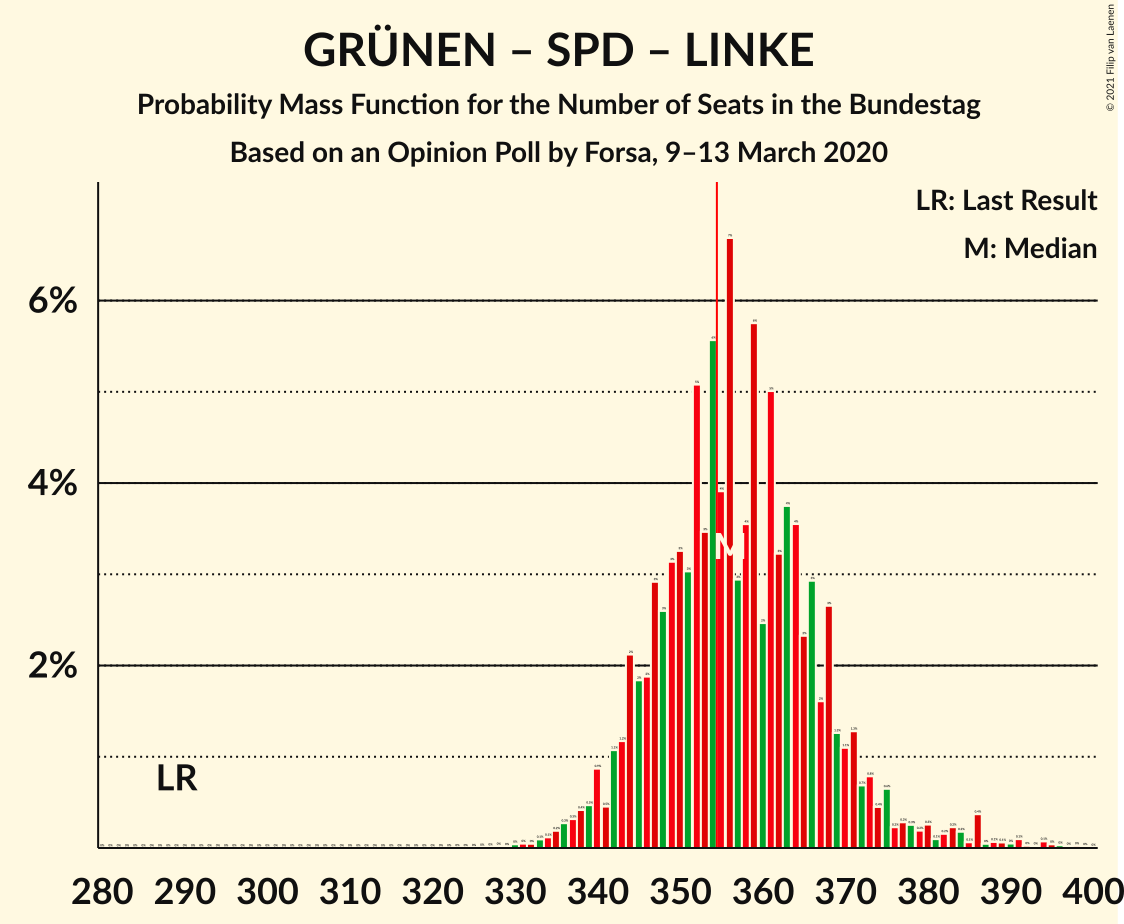 GRÜNEN – SPD – LINKE
Probability Mass Function for the Number of Seats in the Bundestag
Based on an Opinion Poll by Forsa, 9–13 March 2020
© 2021 Filip van Laenen
LR: Last Result
M: Median
6%
4%
2%
LR
M
280 290 300 310 320 330 340 350 360 370 380 390 400